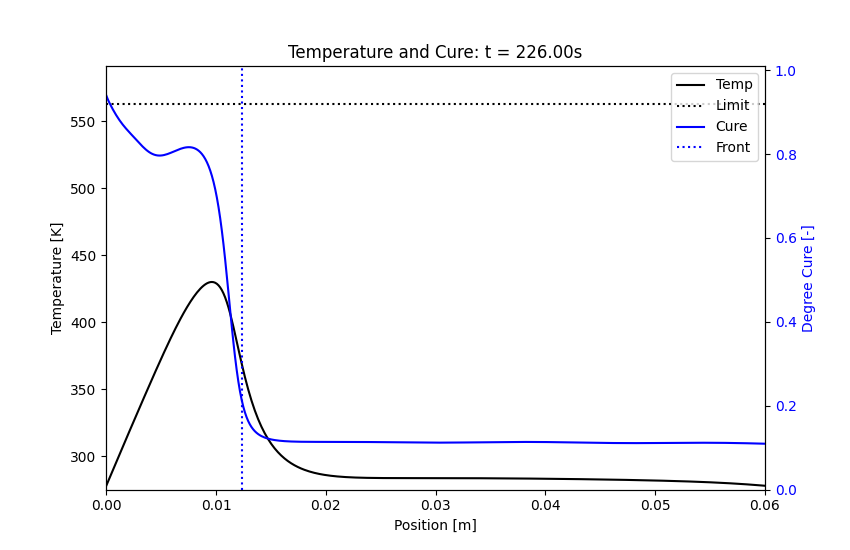 Temperature and Cure: t = 226.00s
Temp
Limit
Cure
Front
Temperature [K]
550
500
450
400
350
300
Degree Cure [-]
1.0
0.8
0.6
0.4
0.2
0.0
0.00 0.01 0.02 0.03 0.04 0.05 0.06
Position [m]